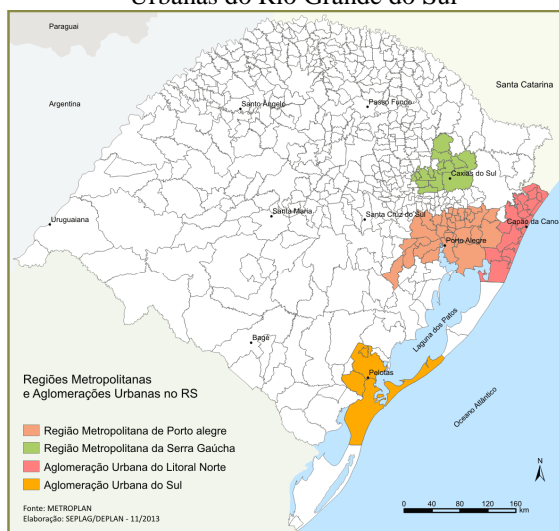 Urbanas do Rio Grande do Sul
Paraguai
Santa Catarina
Argentina
Santo Ângelo
Passo Fundo
Caxias do Sul
Uruguaiana
Santa Maria
Santa Cruz do Sul
Capão da Cano
Porto Alegre
Bagé
Laguna dos Patos
Pelotas
Oceano Atlântico
Regiões Metropolitanas
e Aglomerações Urbanas no RS
Região Metropolitana de Porto alegre
Região Metropolitana da Serra Gaúcha
Aglomeração Urbana do Litoral Norte
Aglomeração Urbana do Sul
N
Fonte: METROPLAN
Elaboração: SEPLAG/DEPLAN - 11/2013
0 40 80 120 160
km